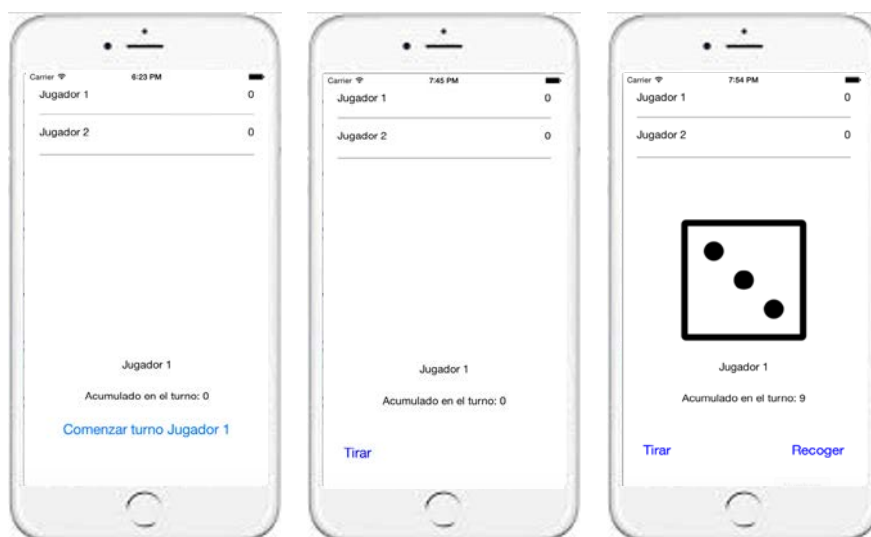 Carrier 6:23 PM
Jugador 1 0
Jugador 2 0
Jugador 1
Acumulado en el turno: 0
Comenzar turno Jugador 1
Carrier 7:45 PM
Jugador 1 0
Jugador 2 0
Jugador 1
Acumulado en el turno: 0
Tirar
Carrier 7:54 PM
Jugador 1 0
Jugador 2 0
Jugador 1
Acumulado en el turno: 9
Tirar Recoger